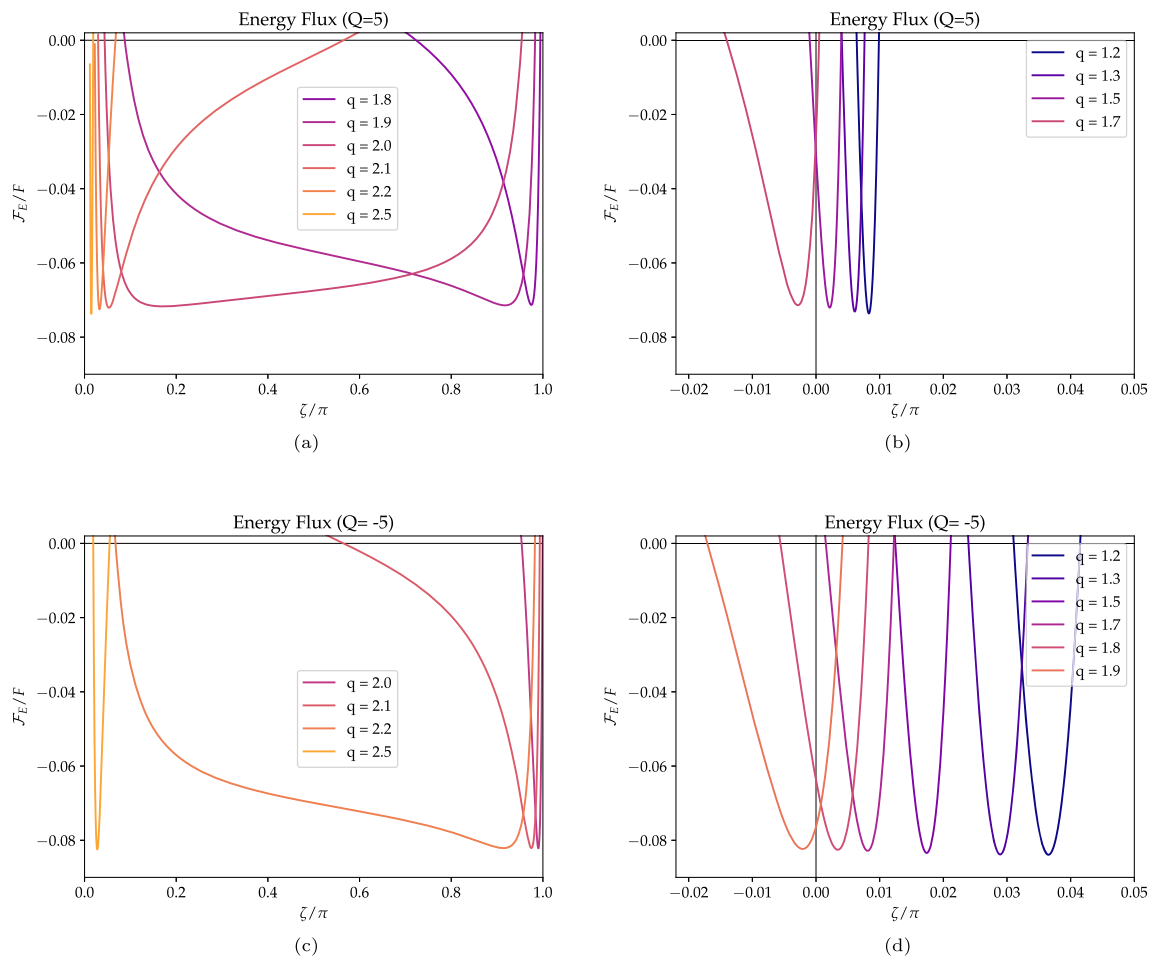 Energy Flux (Q=5)
0.00
−0.02
−0.04
−0.06
−0.08
ℱ_E/F
q = 1.8
q = 1.9
q = 2.0
q = 2.1
q = 2.2
q = 2.5
0.0 0.2 0.4 0.6 0.8 1.0
ζ/π
(a)
Energy Flux (Q=5)
0.00
−0.02
−0.04
−0.06
−0.08
ℱ_E/F
q = 1.2
q = 1.3
q = 1.5
q = 1.7
−0.02 −0.01 0.00 0.01 0.02 0.03 0.04 0.05
ζ/π
(b)
Energy Flux (Q= -5)
0.00
−0.02
−0.04
−0.06
−0.08
ℱ_E/F
q = 2.0
q = 2.1
q = 2.2
q = 2.5
0.0 0.2 0.4 0.6 0.8 1.0
ζ/π
(c)
Energy Flux (Q= -5)
0.00
−0.02
−0.04
−0.06
−0.08
ℱ_E/F
q = 1.2
q = 1.3
q = 1.5
q = 1.7
q = 1.8
q = 1.9
−0.02 −0.01 0.00 0.01 0.02 0.03 0.04 0.05
ζ/π
(d)